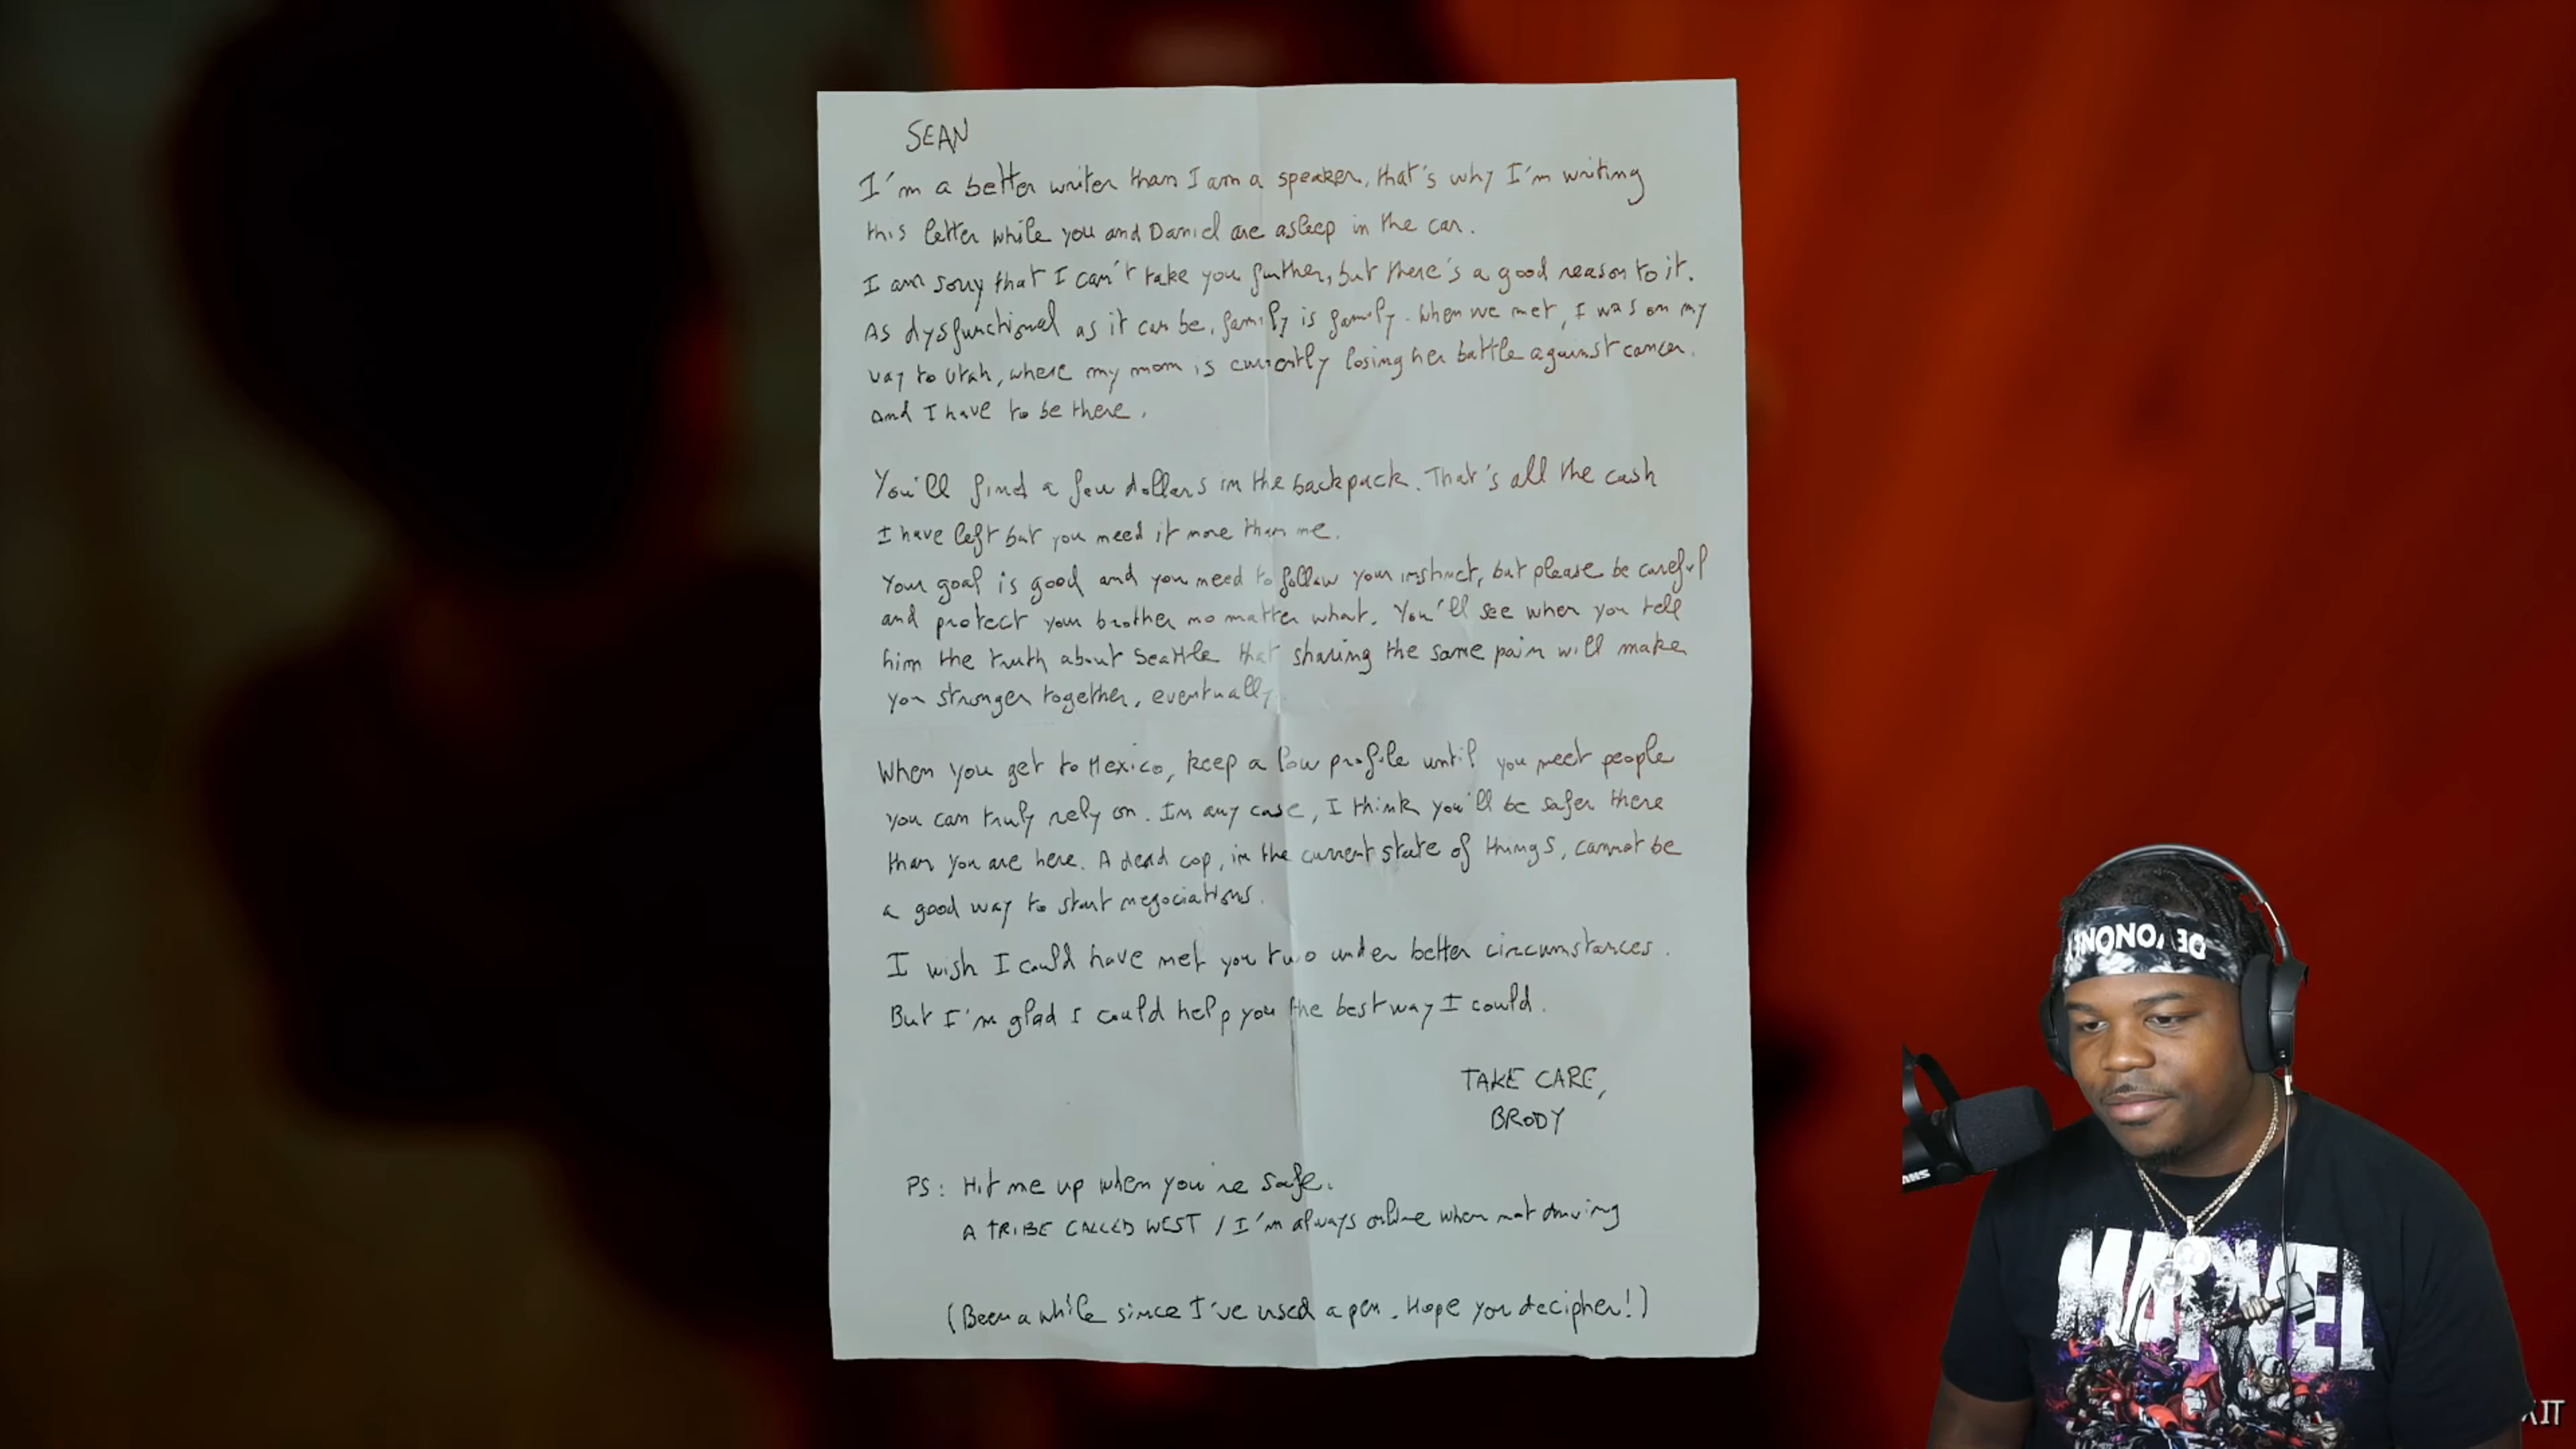 SEAN
I'm a better writer than I am a speaker, that's why I'm writing
this letter while you and Daniel are asleep in the car.
I am sorry that I can't take you further, but there's a good reason to it.
As dysfunctional as it can be, family is family. When we met, I was on my
way to Utah, where my mom is currently losing her battle against cancer.
and I have to be there.
You'll find a few dollars in the backpack. That's all the cash
I have left but you need it more than me.
Your goal is good and you need to follow your instinct, but please be careful
and protect your brother no matter what. You'll see when you tell
him the truth about Seattle that sharing the same pain will make
you stronger together, eventually.
When you get to Mexico, keep a low profile until you meet people
you can truly rely on. In any case, I think you'll be safer there
than you are here. A dead cop, in the current state of things, cannot be
a good way to start negociations.
I wish I could have met you two under better circumstances.
But I'm glad I could help you the best way I could.
TAKE CARE,
BRODY
PS: Hit me up when you're safe.
A TRIBE CALLED WEST / I'm always online when not driving
(Been a while since I've used a pen. Hope you decipher!)
MARVEL